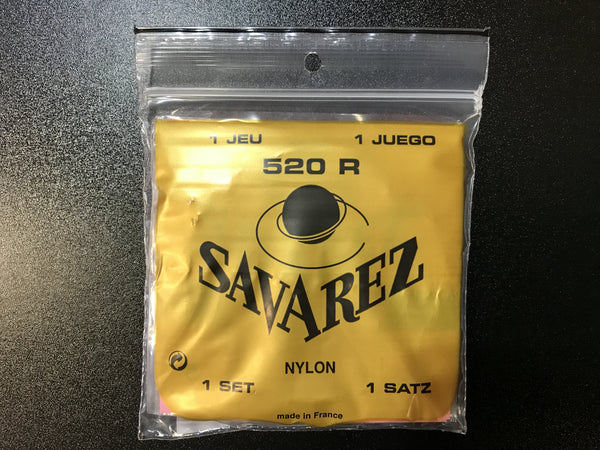 1 JEU 1 JUEGO
520 R
SAVAREZ
NYLON
1 SET 1 SATZ
made in France